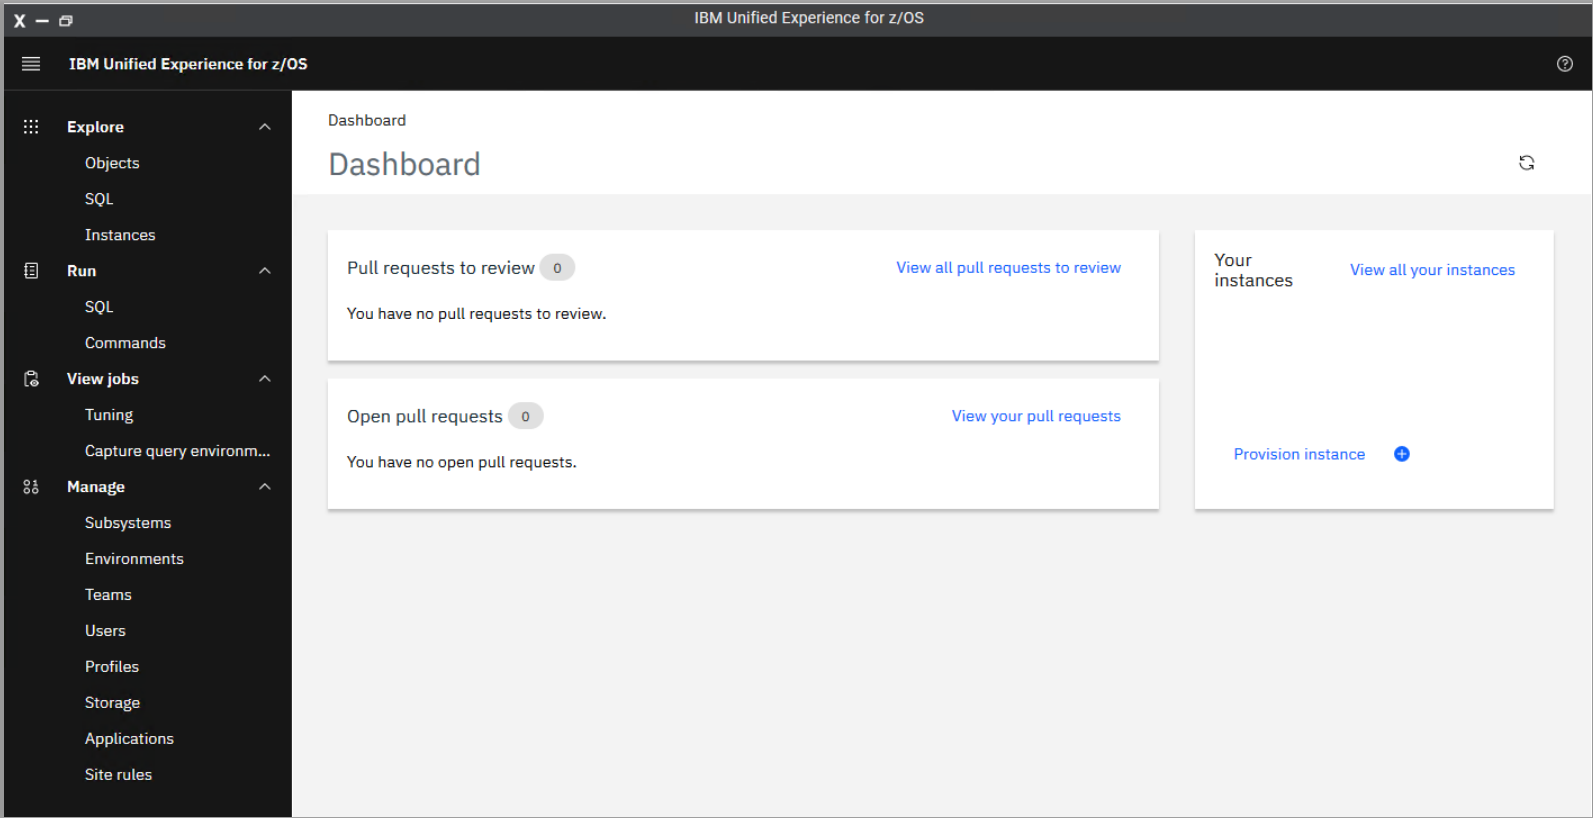 X
IBM Unified Experience for z/OS
IBM Unified Experience for z/OS
Explore
Objects
SQL
Instances
Run
SQL
Commands
View jobs
Tuning
Capture query environm...
Manage
Subsystems
Environments
Teams
Users
Profiles
Storage
Applications
Site rules
Dashboard
Dashboard
Pull requests to review 0
View all pull requests to review
You have no pull requests to review.
Open pull requests 0
View your pull requests
You have no open pull requests.
Your
instances
View all your instances
Provision instance